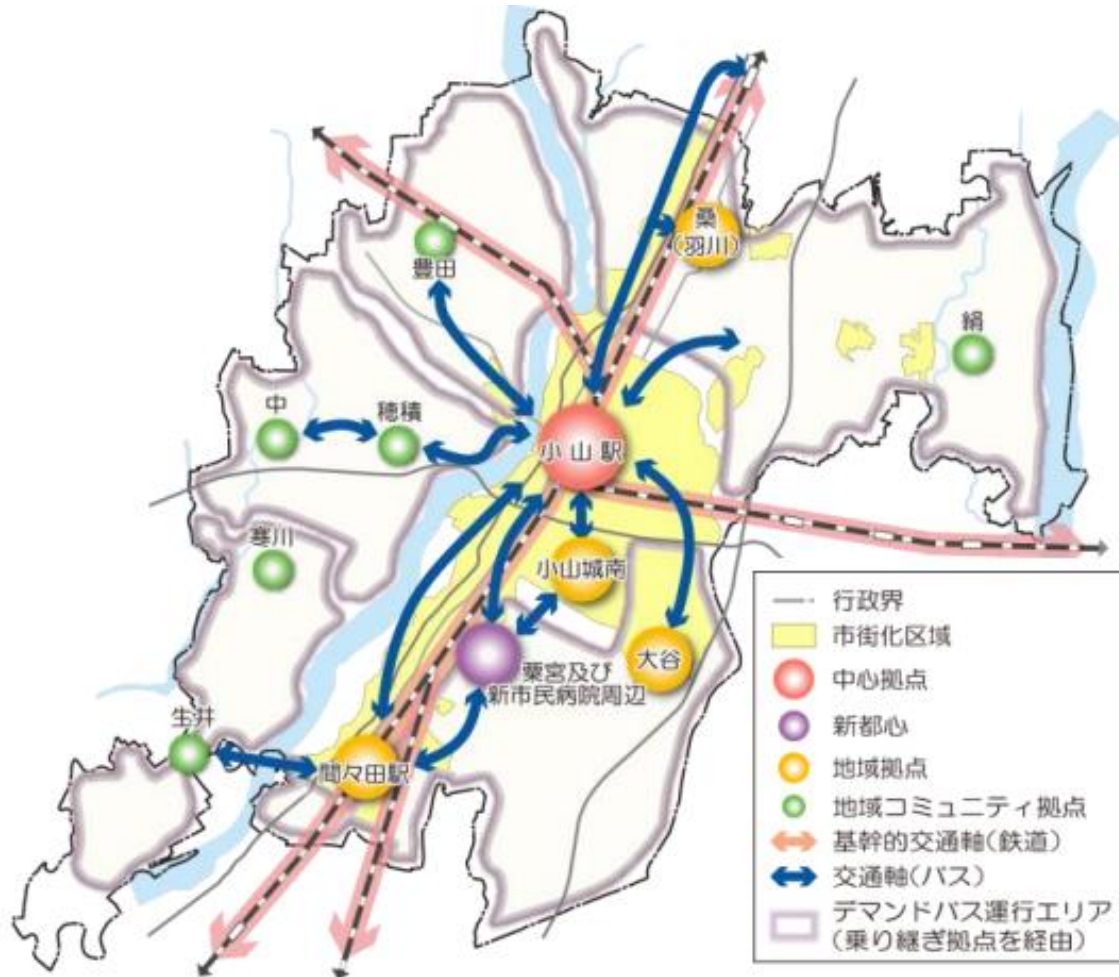 桑
(羽川)
豊田
絹
中
穂積
小山駅
寒川
小山城南
大谷
粟宮及び
新市民病院周辺
生井
間々田駅
行政界
市街化区域
中心拠点
新都心
地域拠点
地域コミュニティ拠点
基幹的交通軸(鉄道)
交通軸(バス)
デマンドバス運行エリア
(乗り継ぎ拠点を経由)